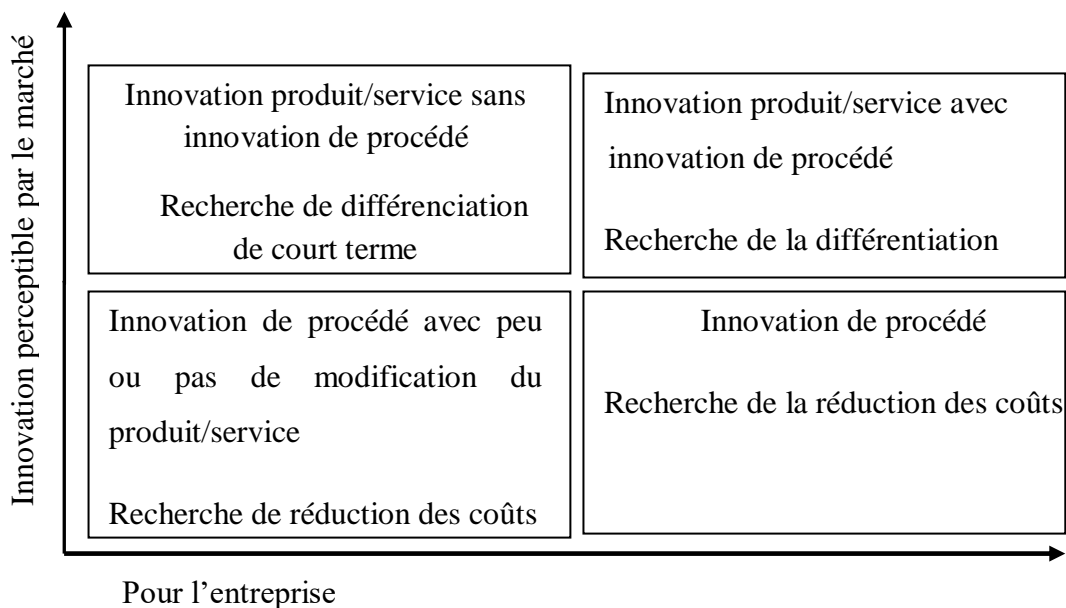 Innovation perceptible par le marché
Innovation produit/service sans
innovation de procédé
Recherche de différenciation
de court terme
Innovation produit/service avec
innovation de procédé
Recherche de la différentiation
Innovation de procédé avec peu
ou pas de modification du
produit/service
Recherche de réduction des coûts
Innovation de procédé
Recherche de la réduction des coûts
Pour l’entreprise